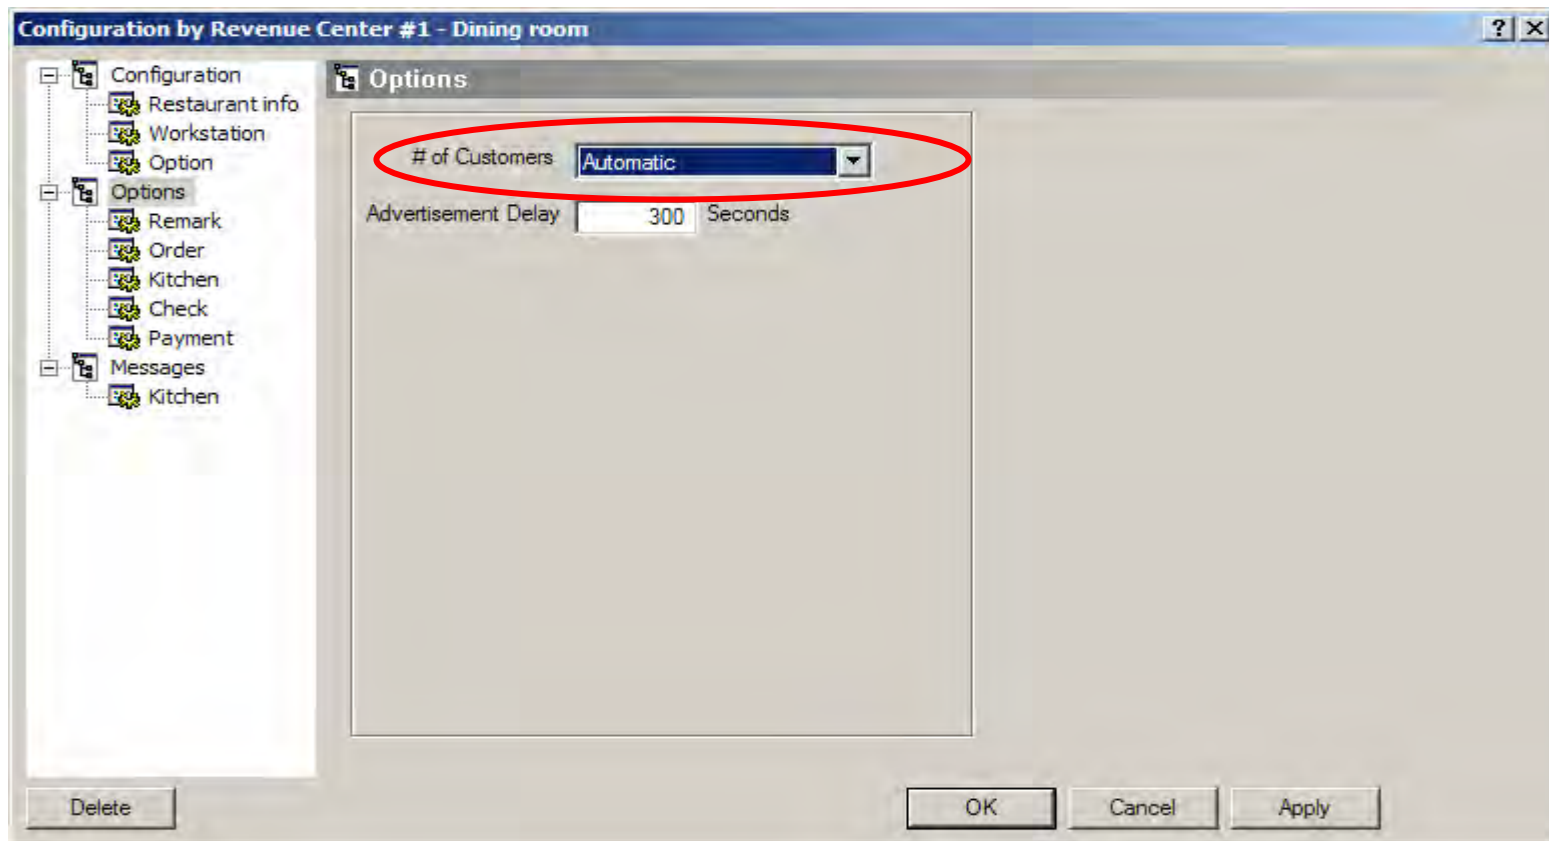 Configuration by Revenue Center #1 - Dining room
Configuration
Restaurant info
Workstation
Option
Options
Remark
Order
Kitchen
Check
Payment
Messages
Kitchen
Options
# of Customers Automatic
Advertisement Delay 300 Seconds
Delete
OK
Cancel
Apply